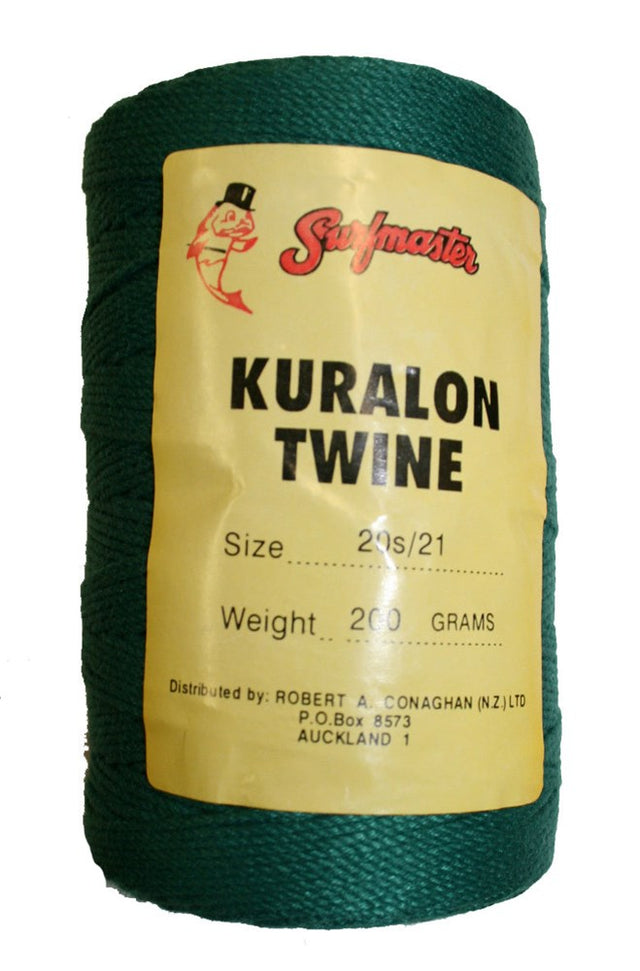 Surfmaster
KURALON
TWINE
Size 20s/21
Weight 200 GRAMS
Distributed by: ROBERT A. CONAGHAN (N.Z.) LTD
P.O.Box 8573
AUCKLAND 1